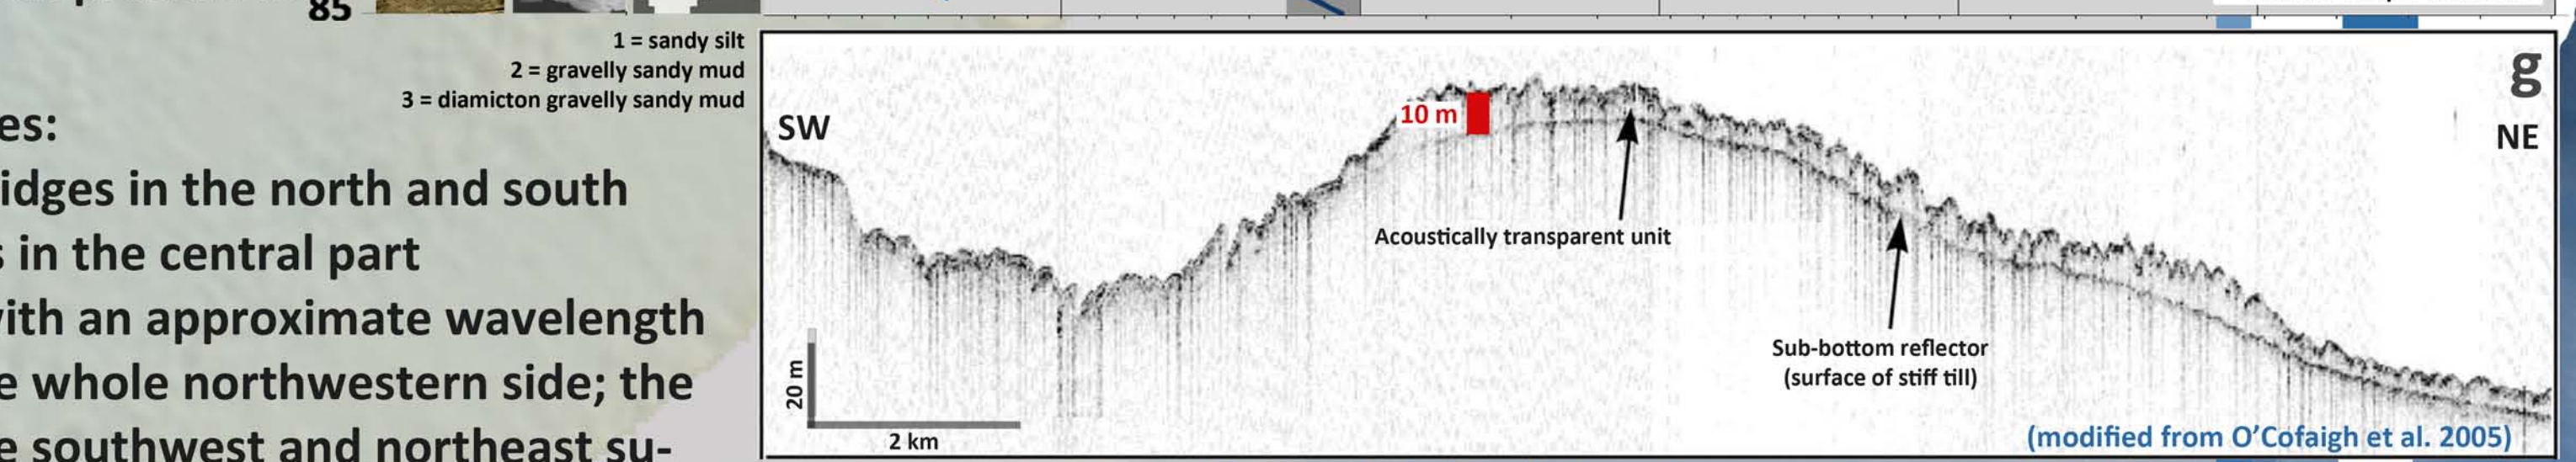 85
1 = sandy silt
2 = gravelly sandy mud
3 = diamicton gravelly sandy mud
es:
idges in the north and south
s in the central part
ith an approximate wavelength
e whole northwestern side; the
e southwest and northeast su-
g
SW
NE
10 m
Acoustically transparent unit
Sub-bottom reflector
(surface of stiff till)
20 m
2 km
(modified from O'Cofaigh et al. 2005)